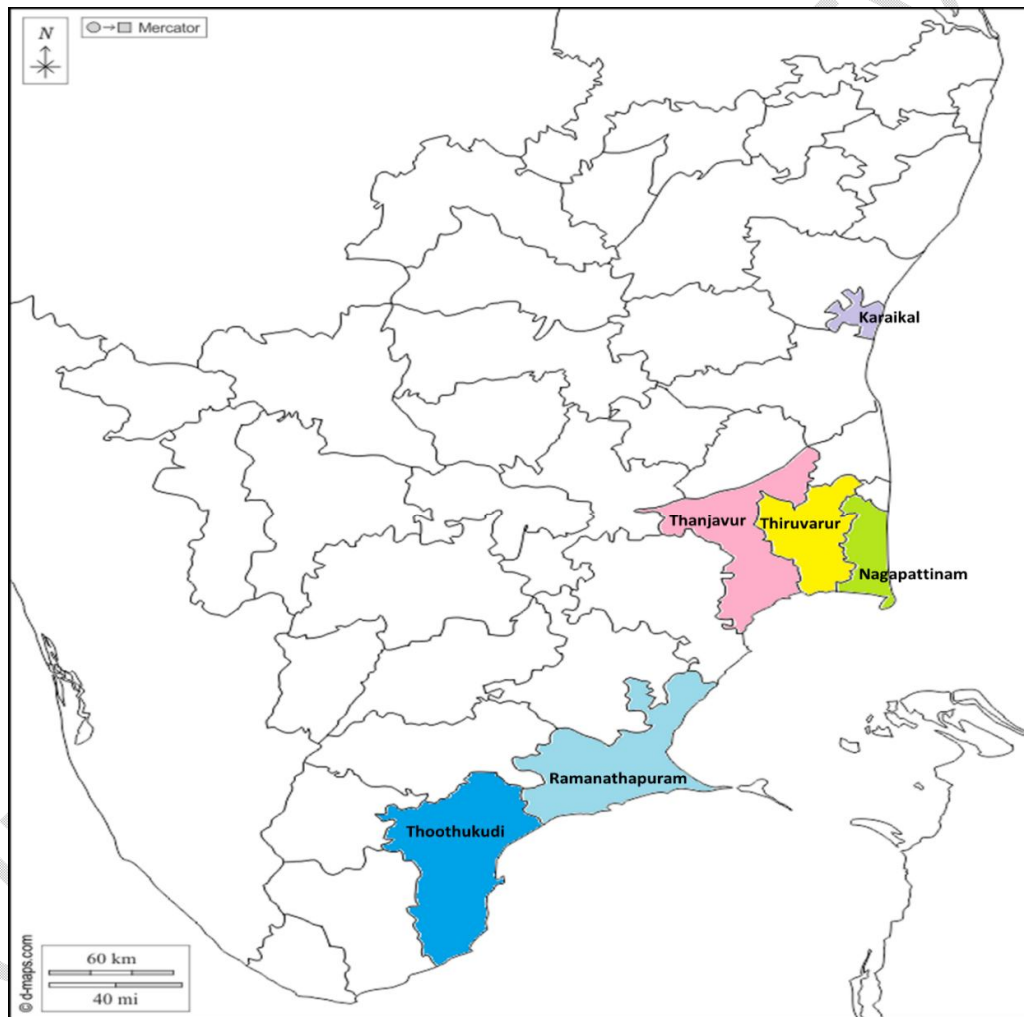 N
Mercator
Karaikal
Thanjavur
Thiruvarur
Nagapattinam
Ramanathapuram
Thoothukudi
60 km
40 mi
© d-maps.com